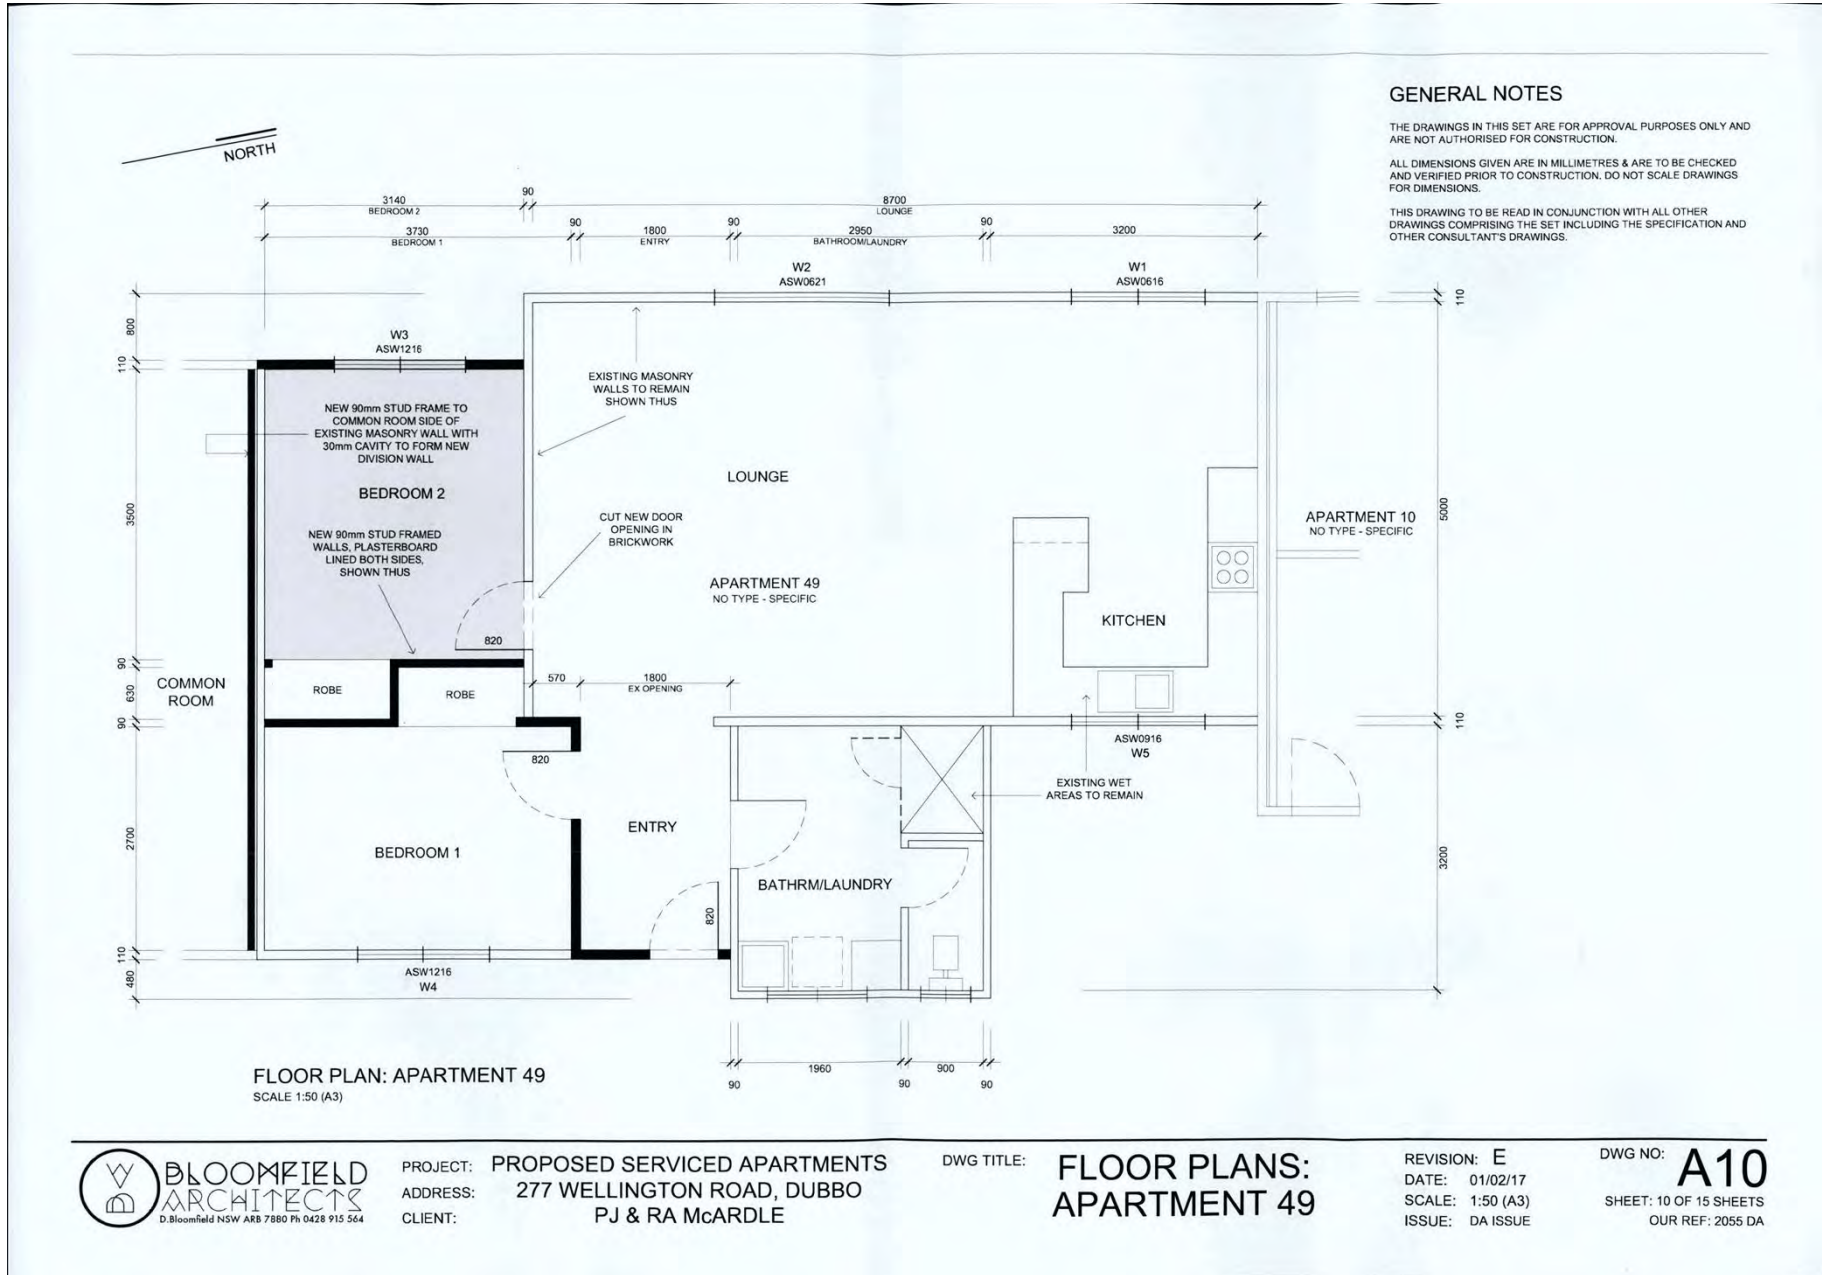 GENERAL NOTES
THE DRAWINGS IN THIS SET ARE FOR APPROVAL PURPOSES ONLY AND
ARE NOT AUTHORISED FOR CONSTRUCTION.
ALL DIMENSIONS GIVEN ARE IN MILLIMETRES & ARE TO BE CHECKED
AND VERIFIED PRIOR TO CONSTRUCTION. DO NOT SCALE DRAWINGS
FOR DIMENSIONS.
THIS DRAWING TO BE READ IN CONJUNCTION WITH ALL OTHER
DRAWINGS COMPRISING THE SET INCLUDING THE SPECIFICATION AND
OTHER CONSULTANT'S DRAWINGS.
NORTH
3140
BEDROOM 2
90
8700
LOUNGE
3730
BEDROOM 1
90
1800
ENTRY
90
2950
BATHROOM/LAUNDRY
90
3200
W2
ASW0621
W1
ASW0616
W3
ASW1216
800
110
3500
90
630
90
2700
110
480
110
5000
110
3200
EXISTING MASONRY
WALLS TO REMAIN
SHOWN THUS
NEW 90mm STUD FRAME TO
COMMON ROOM SIDE OF
EXISTING MASONRY WALL WITH
30mm CAVITY TO FORM NEW
DIVISION WALL
BEDROOM 2
LOUNGE
CUT NEW DOOR
OPENING IN
BRICKWORK
NEW 90mm STUD FRAMED
WALLS, PLASTERBOARD
LINED BOTH SIDES,
SHOWN THUS
APARTMENT 10
NO TYPE - SPECIFIC
APARTMENT 49
NO TYPE - SPECIFIC
KITCHEN
820
COMMON
ROOM
ROBE
ROBE
570
1800
EX OPENING
820
ASW0916
W5
EXISTING WET
AREAS TO REMAIN
ENTRY
BEDROOM 1
BATHRM/LAUNDRY
820
ASW1216
W4
1960
900
90
90
90
FLOOR PLAN: APARTMENT 49
SCALE 1:50 (A3)
BLOOMFIELD
ARCHITECTS
D.Bloomfield NSW ARB 7880 Ph 0428 915 564
PROJECT: PROPOSED SERVICED APARTMENTS
ADDRESS: 277 WELLINGTON ROAD, DUBBO
CLIENT: PJ & RA McARDLE
DWG TITLE: FLOOR PLANS:
APARTMENT 49
REVISION: E
DATE: 01/02/17
SCALE: 1:50 (A3)
ISSUE: DA ISSUE
DWG NO: A10
SHEET: 10 OF 15 SHEETS
OUR REF: 2055 DA